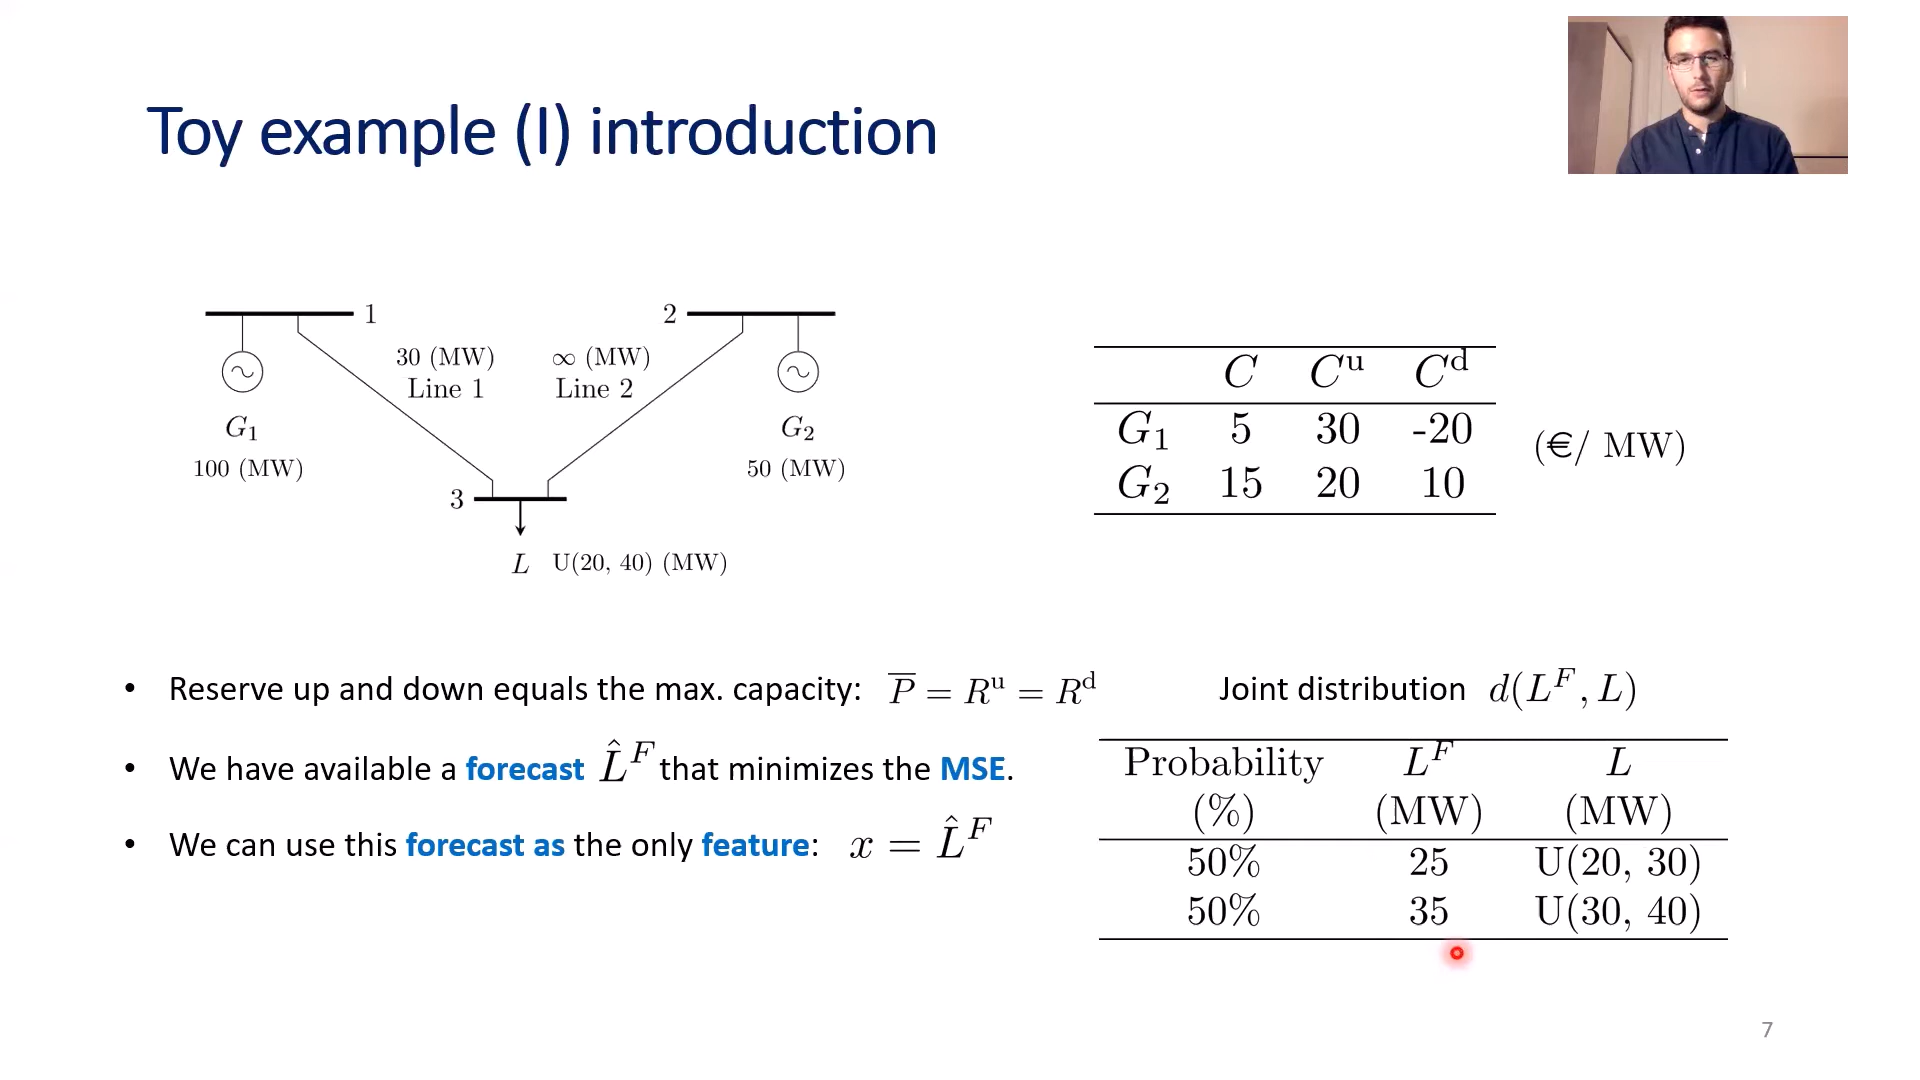 Toy example (I) introduction
1
2
30 (MW)
Line 1
∞ (MW)
Line 2
G₁
100 (MW)
G₂
50 (MW)
3
L U(20, 40) (MW)
C Cᵘ Cᵈ
G₁ 5 30 -20
G₂ 15 20 10
(€/ MW)
• Reserve up and down equals the max. capacity: P̅ = Rᵘ = Rᵈ
• We have available a forecast L̂ᶠ that minimizes the MSE.
• We can use this forecast as the only feature: x = L̂ᶠ
Joint distribution d(Lᶠ, L)
Probability Lᶠ L
(%) (MW) (MW)
50% 25 U(20, 30)
50% 35 U(30, 40)
7